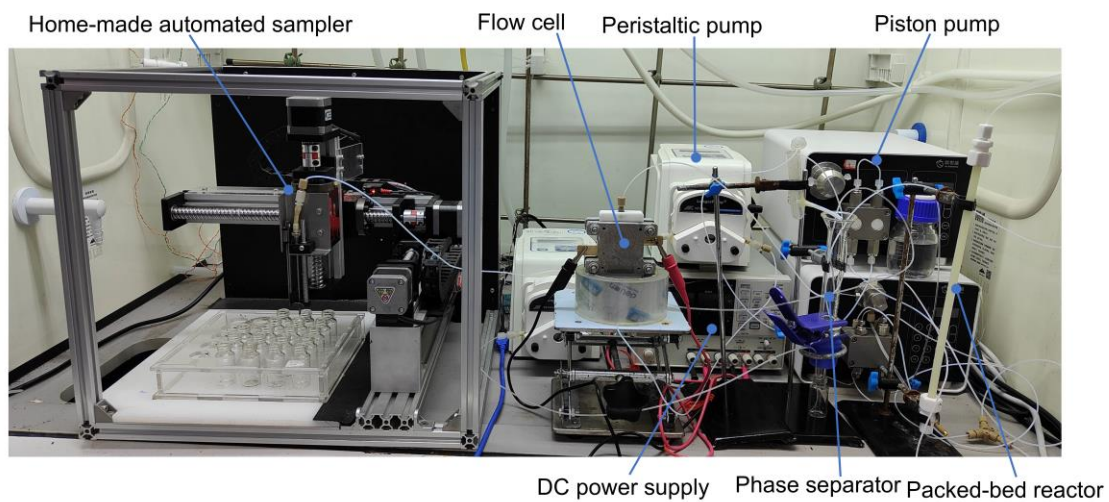 Home-made automated sampler
Flow cell
Peristaltic pump
Piston pump
DC power supply
Phase separator
Packed-bed reactor